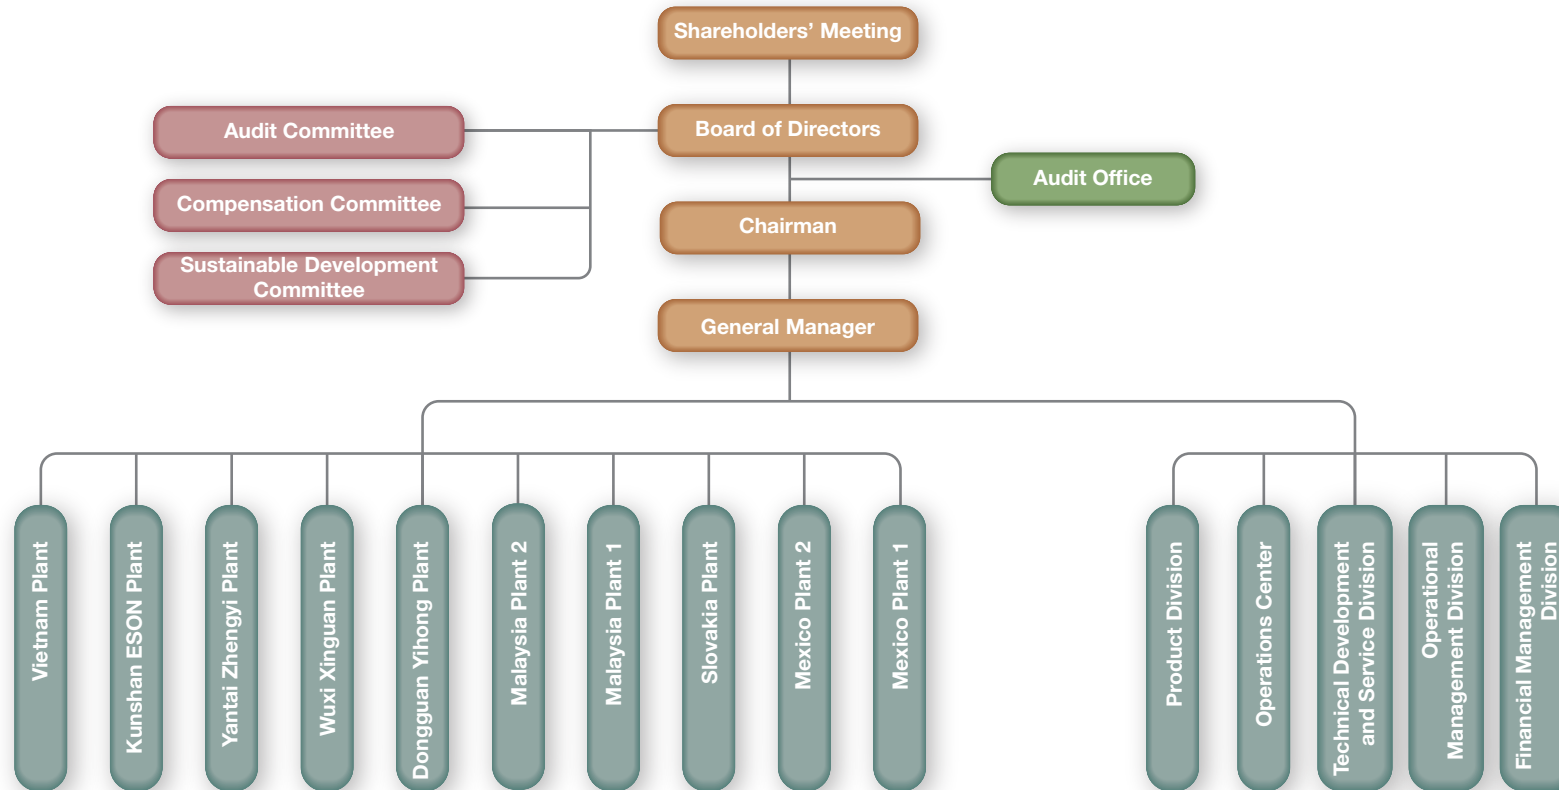 Shareholders’ Meeting
Board of Directors
Audit Committee
Audit Office
Compensation Committee
Chairman
Sustainable Development
Committee
General Manager
Vietnam Plant
Kunshan ESON Plant
Yantai Zhengyi Plant
Wuxi Xinguan Plant
Dongguan Yihong Plant
Malaysia Plant 2
Malaysia Plant 1
Slovakia Plant
Mexico Plant 2
Mexico Plant 1
Product Division
Operations Center
Technical Development
and Service Division
Operational
Management Division
Financial Management
Division